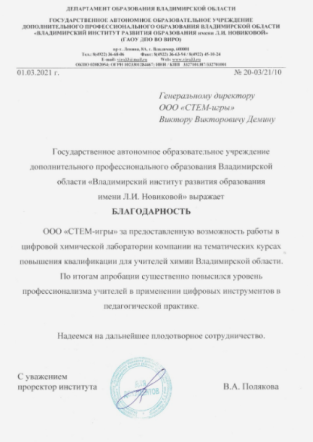 ДЕПАРТАМЕНТ ОБРАЗОВАНИЯ ВЛАДИМИРСКОЙ ОБЛАСТИ
ГОСУДАРСТВЕННОЕ АВТОНОМНОЕ ОБРАЗОВАТЕЛЬНОЕ УЧРЕЖДЕНИЕ
ДОПОЛНИТЕЛЬНОГО ПРОФЕССИОНАЛЬНОГО ОБРАЗОВАНИЯ ВЛАДИМИРСКОЙ ОБЛАСТИ
«ВЛАДИМИРСКИЙ ИНСТИТУТ РАЗВИТИЯ ОБРАЗОВАНИЯ имени Л.И. НОВИКОВОЙ»
(ГАОУ ДПО ВО ВИРО)
01.03.2021 г. № 20-03/21/10
Генеральному директору
ООО «СТЕМ-игры»
Виктору Викторовичу Демину
Государственное автономное образовательное учреждение
дополнительного профессионального образования Владимирской
области «Владимирский институт развития образования
имени Л.И. Новиковой» выражает
БЛАГОДАРНОСТЬ
ООО «СТЕМ-игры» за предоставленную возможность работы в
цифровой химической лаборатории компании на тематических курсах
повышения квалификации для учителей химии Владимирской области.
По итогам апробации существенно повысился уровень
профессионализма учителей в применении цифровых инструментов в
педагогической практике.
Надеемся на дальнейшее плодотворное сотрудничество.
С уважением
проректор института В.А. Полякова